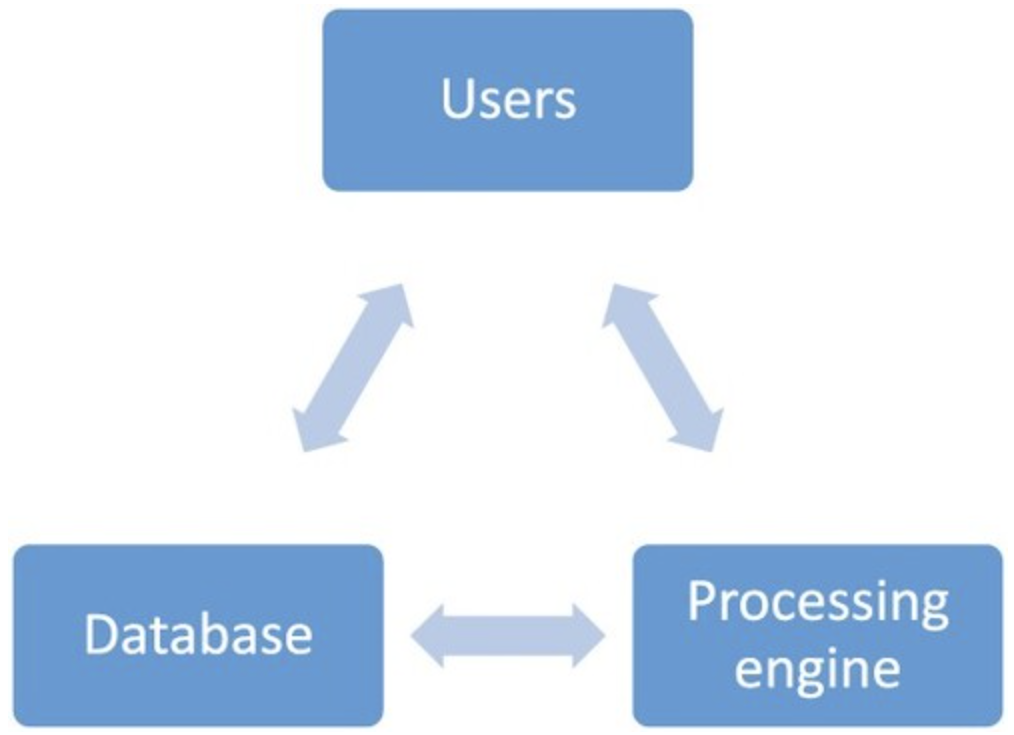 Users
Database
Processing
engine